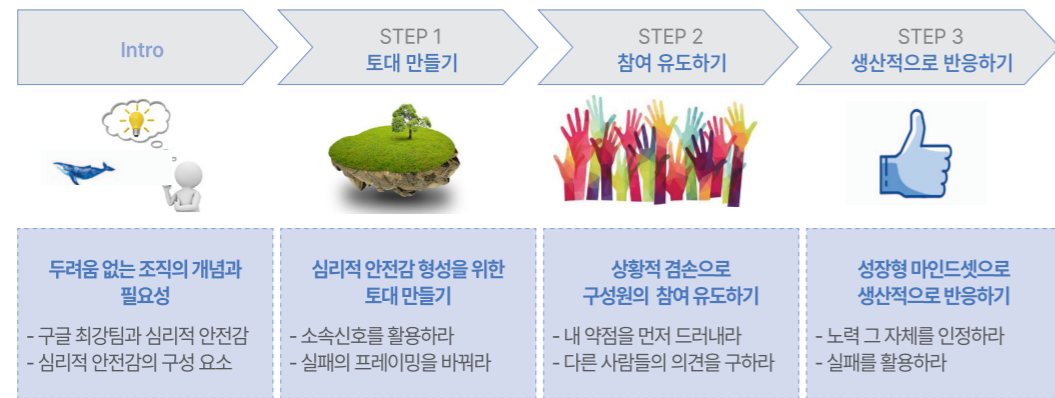 Intro
STEP 1
토대 만들기
STEP 2
참여 유도하기
STEP 3
생산적으로 반응하기
두려움 없는 조직의 개념과
필요성
- 구글 최강팀과 심리적 안전감
- 심리적 안전감의 구성 요소
심리적 안전감 형성을 위한
토대 만들기
- 소속신호를 활용하라
- 실패의 프레이밍을 바꿔라
상황적 겸손으로
구성원의 참여 유도하기
- 내 약점을 먼저 드러내라
- 다른 사람들의 의견을 구하라
성장형 마인드셋으로
생산적으로 반응하기
- 노력 그 자체를 인정하라
- 실패를 활용하라